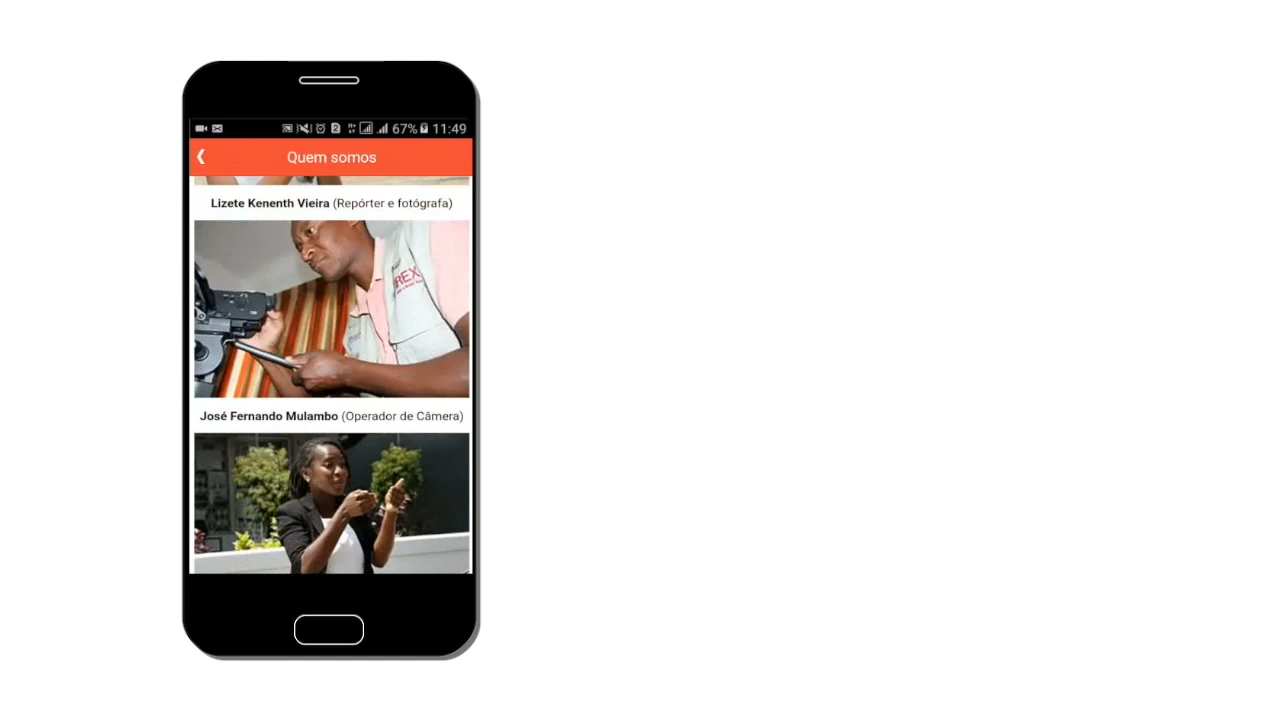 67% 11:49
Quem somos
Lizete Kenenth Vieira (Repórter e fotógrafa)
REX
José Fernando Mulambo (Operador de Câmera)